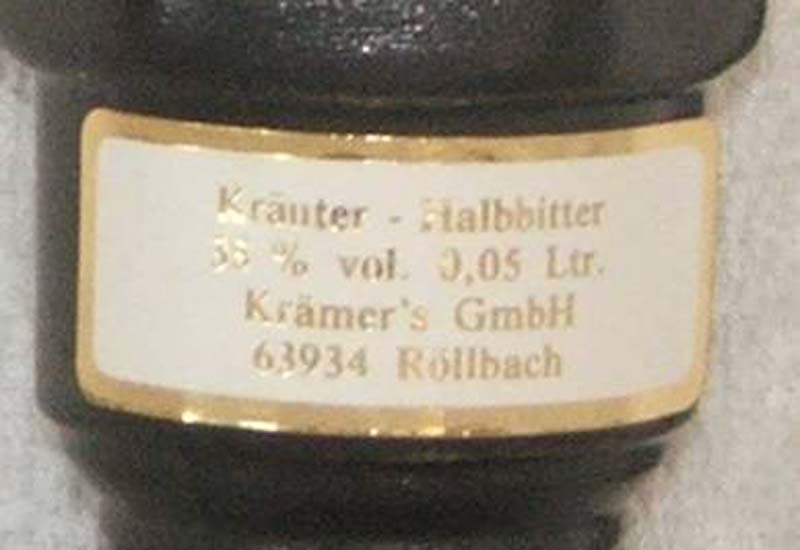 Kräuter - Halbbitter
% vol. 0,05 Ltr.
Krämer's GmbH
63934 Röllbach